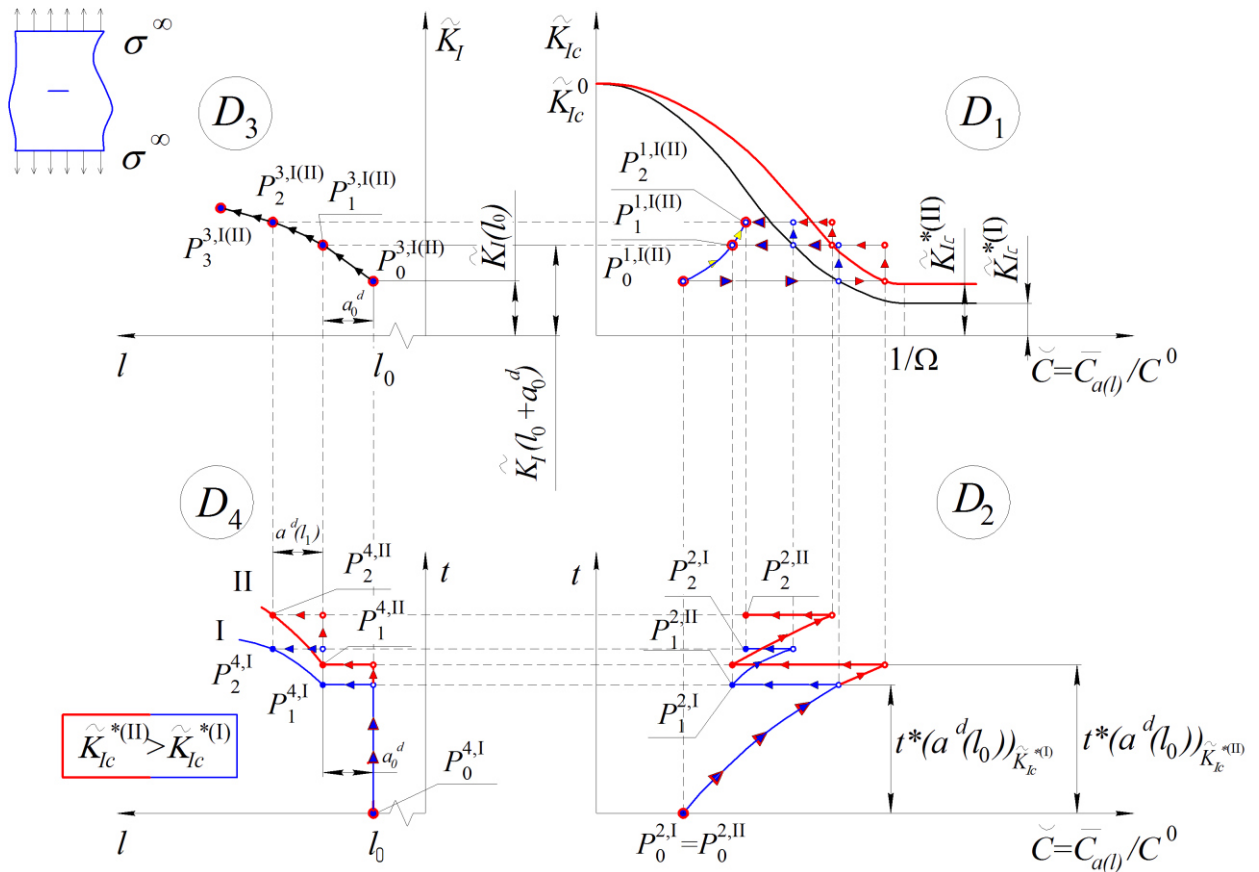 σ^∞
σ^∞
D_3
K̃_I
K̃_Ic
K̃_Ic^0
D_1
P_2^{3,I(II)}
P_1^{3,I(II)}
P_3^{3,I(II)}
P_0^{3,I(II)}
K̃_I(l_0)
a_0^d
l
l_0
K̃_I(l_0+a_0^d)
P_2^{1,I(II)}
P_1^{1,I(II)}
P_0^{1,I(II)}
K̃_Ic^{*(II)}
K̃_Ic^{*(I)}
1/Ω
C̆=C̅_{a(l)}/C^0
D_4
D_2
a^d(l_1)
P_2^{4,II}
t
II
P_1^{4,II}
I
P_2^{4,I}
P_1^{4,I}
K̃_Ic^{*(II)}>K̃_Ic^{*(I)}
a_0^d
P_0^{4,I}
l
l_0
t
P_2^{2,I}
P_2^{2,II}
P_1^{2,II}
P_1^{2,I}
t*(a^d(l_0))_{K̃_Ic^{*(I)}}
t*(a^d(l_0))_{K̃_Ic^{*(II)}}
P_0^{2,I}=P_0^{2,II}
C̆=C̅_{a(l)}/C^0